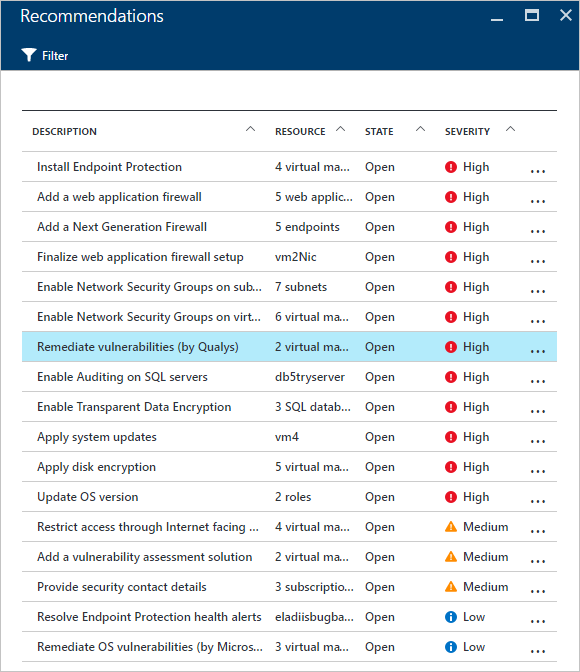 Recommendations
Filter
DESCRIPTION RESOURCE STATE SEVERITY
Install Endpoint Protection 4 virtual ma... Open High ...
Add a web application firewall 5 web applic... Open High ...
Add a Next Generation Firewall 5 endpoints Open High ...
Finalize web application firewall setup vm2Nic Open High ...
Enable Network Security Groups on sub... 7 subnets Open High ...
Enable Network Security Groups on virt... 6 virtual ma... Open High ...
Remediate vulnerabilities (by Qualys) 2 virtual ma... Open High ...
Enable Auditing on SQL servers db5tryserver Open High ...
Enable Transparent Data Encryption 3 SQL datab... Open High ...
Apply system updates vm4 Open High ...
Apply disk encryption 5 virtual ma... Open High ...
Update OS version 2 roles Open High ...
Restrict access through Internet facing ... 4 virtual ma... Open Medium ...
Add a vulnerability assessment solution 2 virtual ma... Open Medium ...
Provide security contact details 3 subscriptio... Open Medium ...
Resolve Endpoint Protection health alerts eladiisbugba... Open Low ...
Remediate OS vulnerabilities (by Micros... 3 virtual ma... Open Low ...